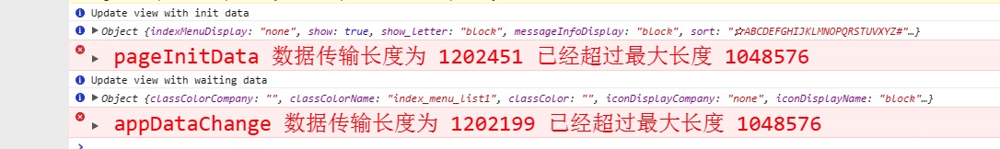 Update view with init data
Object {indexMenuDisplay: "none", show: true, show_letter: "block", messageInfoDisplay: "block", sort: "☆ABCDEFGHIJKLMNOPQRSTUVXYZ#"…}
pageInitData 数据传输长度为 1202451 已经超过最大长度 1048576
Update view with waiting data
Object {classColorCompany: "", classColorName: "index_menu_list1", classColor: "", iconDisplayCompany: "none", iconDisplayName: "block"…}
appDataChange 数据传输长度为 1202199 已经超过最大长度 1048576